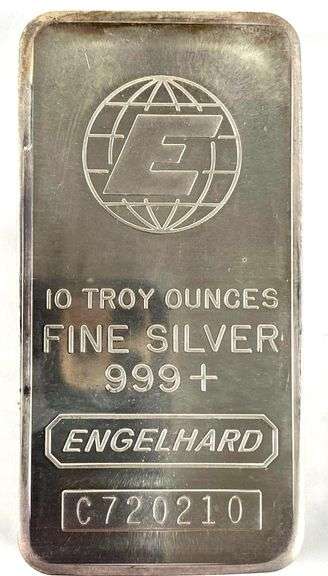 E
10 TROY OUNCES
FINE SILVER
999+
ENGELHARD
C720210